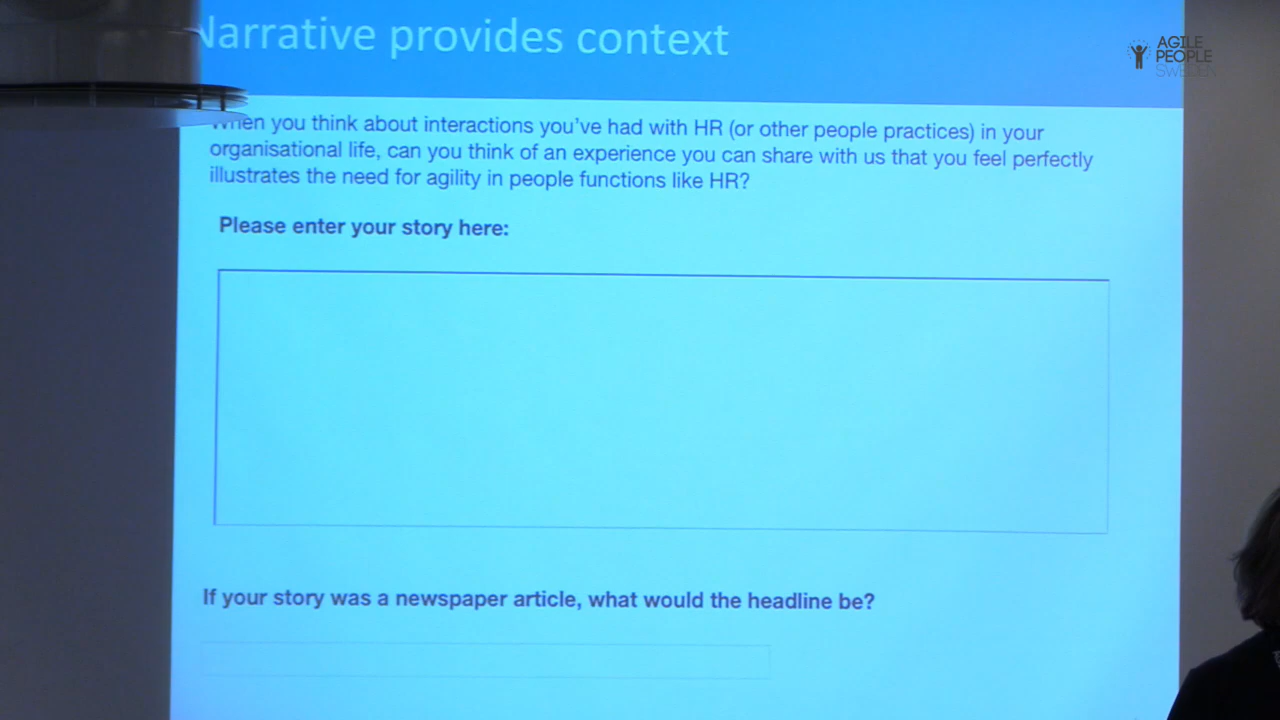 Narrative provides context
AGILE
PEOPLE
SWEDEN
When you think about interactions you've had with HR (or other people practices) in your
organisational life, can you think of an experience you can share with us that you feel perfectly
illustrates the need for agility in people functions like HR?
Please enter your story here:
If your story was a newspaper article, what would the headline be?